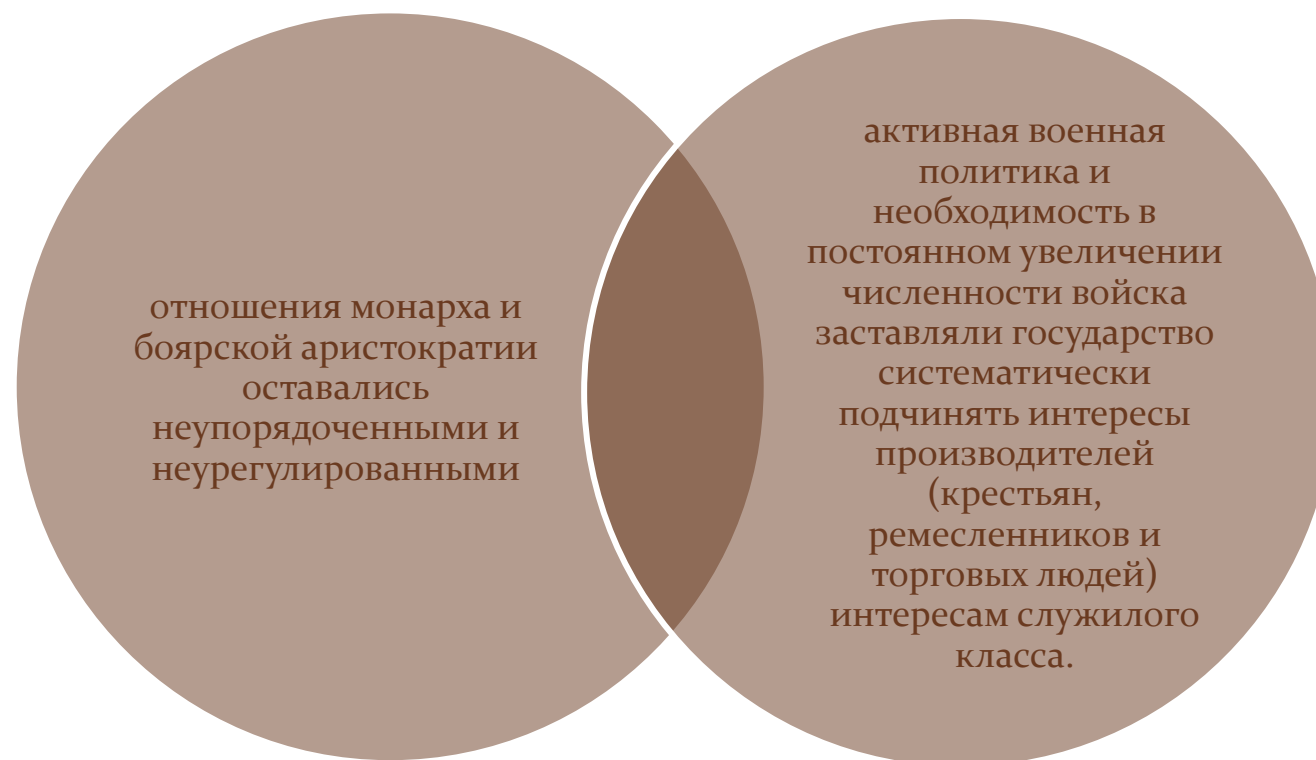 отношения монарха и
боярской аристократии
оставались
неупорядоченными и
неурегулированными
активная военная
политика и
необходимость в
постоянном увеличении
численности войска
заставляли государство
систематически
подчинять интересы
производителей
(крестьян,
ремесленников и
торговых людей)
интересам служилого
класса.